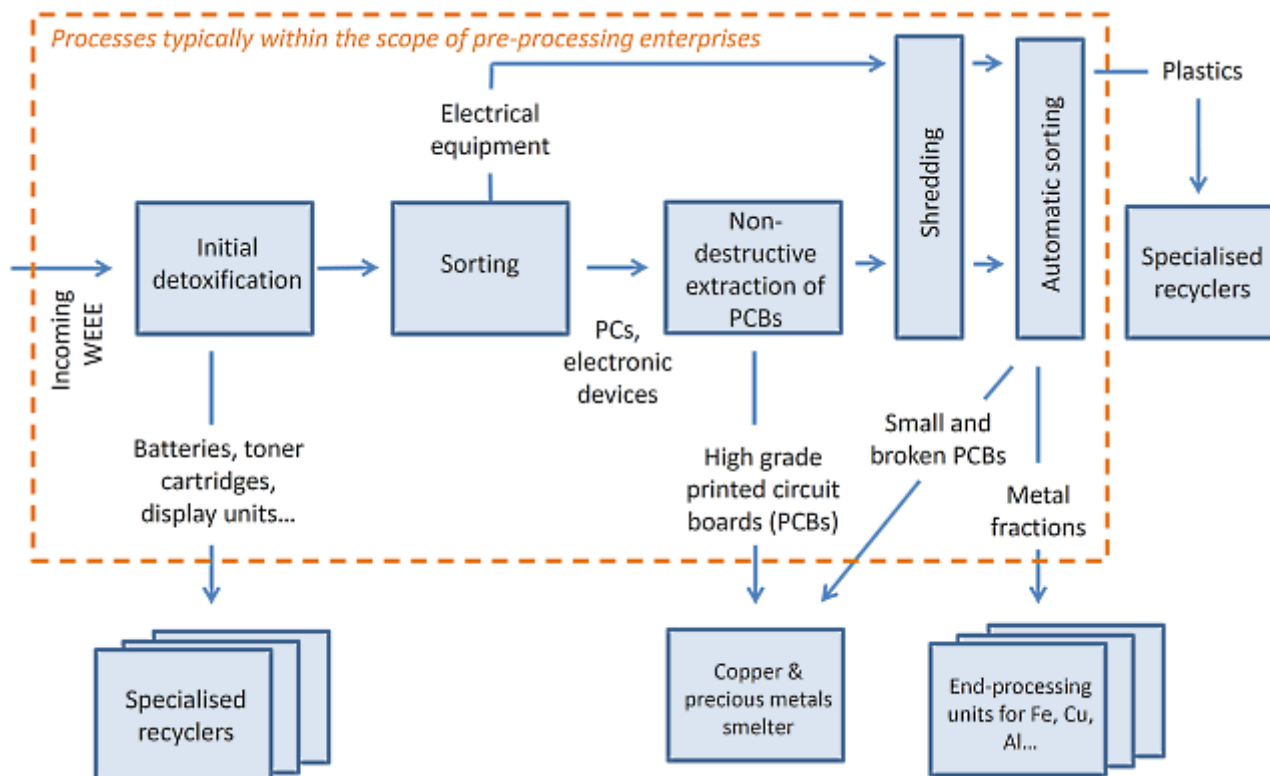 Processes typically within the scope of pre-processing enterprises
Plastics
Electrical
equipment
Shredding
Automatic sorting
Initial
detoxification
Sorting
Non-
destructive
extraction of
PCBs
Specialised
recyclers
Incoming
WEEE
PCs,
electronic
devices
Batteries, toner
cartridges,
display units...
High grade
printed circuit
boards (PCBs)
Small and
broken PCBs
Metal
fractions
Specialised
recyclers
Copper &
precious metals
smelter
End-processing
units for Fe, Cu,
Al...